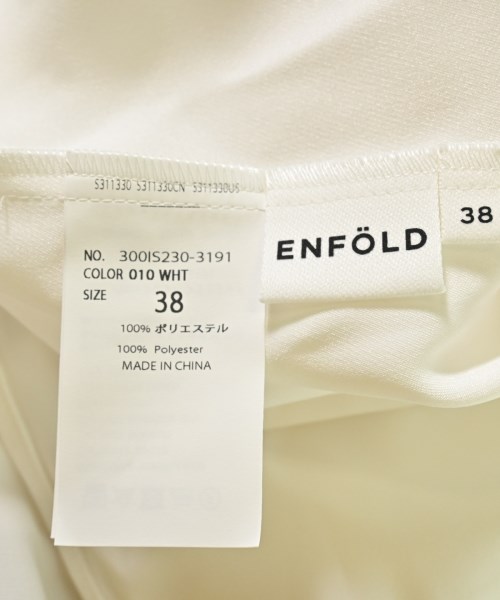 S311330 S311330CN S311330US
NO. 300IS230-3191
COLOR 010 WHT
SIZE 38
100% ポリエステル
100% Polyester
MADE IN CHINA
ENFÖLD
38